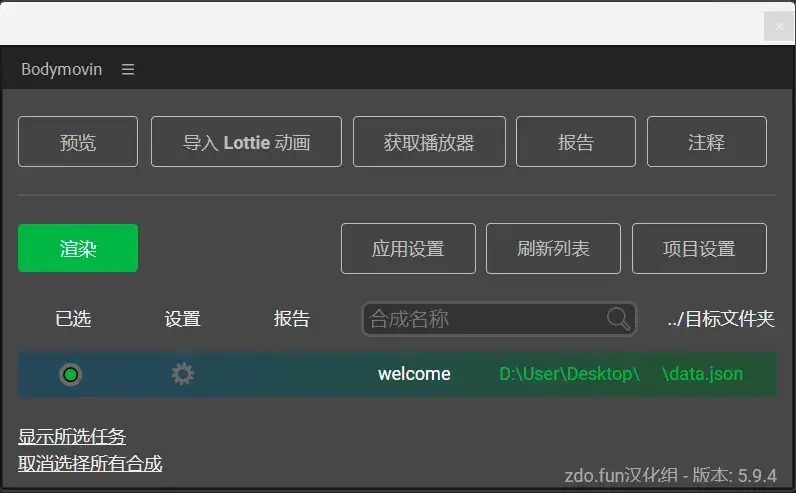 Bodymovin
预览 导入 Lottie 动画 获取播放器 报告 注释
渲染 应用设置 刷新列表 项目设置
已选 设置 报告 合成名称 ../目标文件夹
welcome D:\User\Desktop\ \data.json
显示所选任务
取消选择所有合成
zdo.fun汉化组 - 版本: 5.9.4